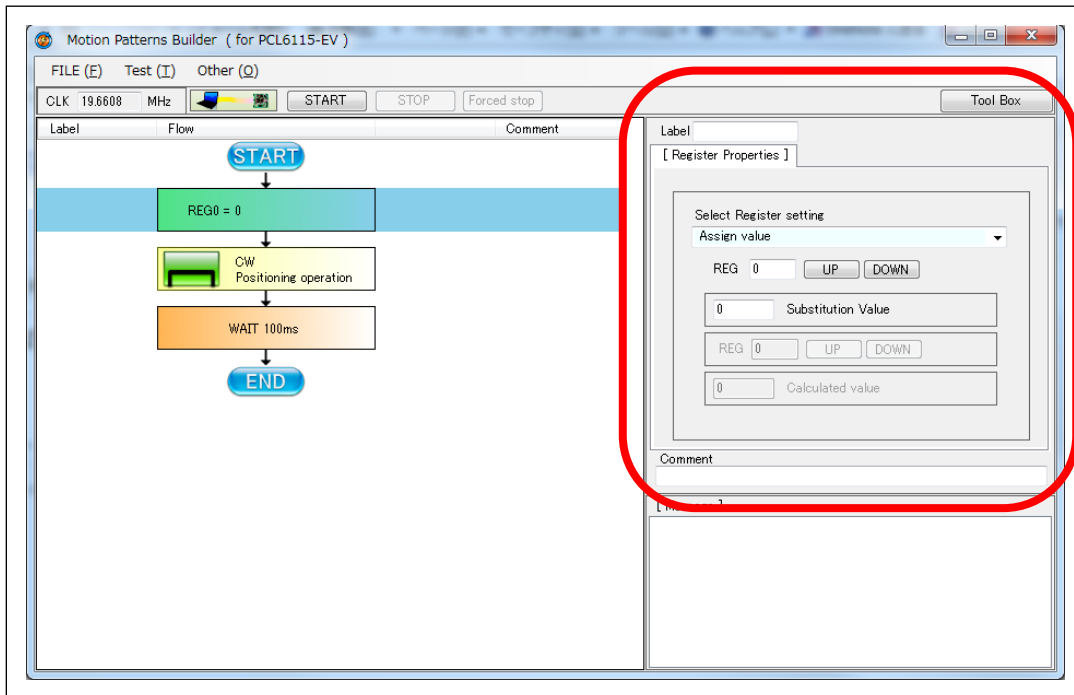 Motion Patterns Builder ( for PCL6115-EV )
FILE (F) Test (T) Other (O)
CLK 19.6608 MHz START STOP Forced stop Tool Box
Label Flow Comment
START
REG0 = 0
CW
Positioning operation
WAIT 100ms
END
Label
[ Register Properties ]
Select Register setting
Assign value
REG 0 UP DOWN
0 Substitution Value
REG 0 UP DOWN
0 Calculated value
Comment